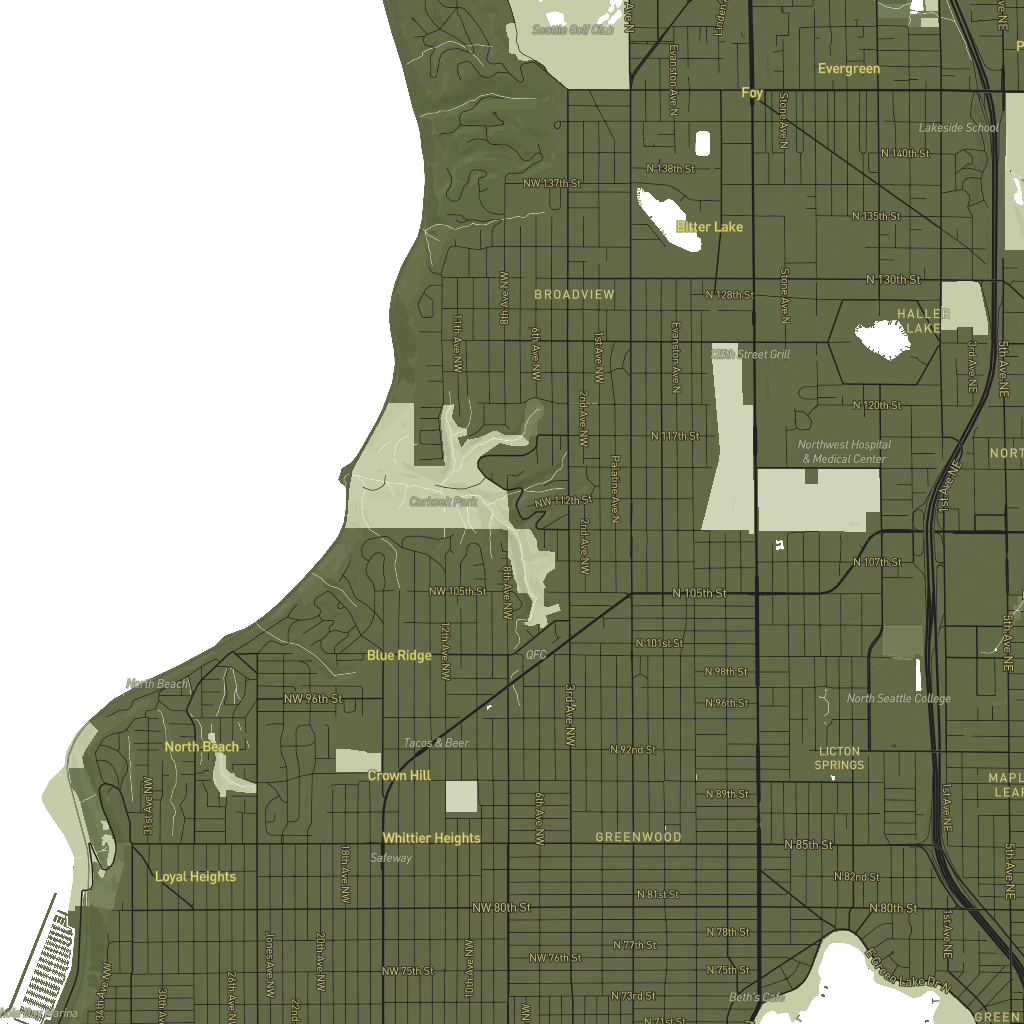 Seattle Golf Club
Ave N
Linden
Evanston Ave N
Evergreen
Foy
Stone Ave N
Lakeside School
N 140th St
N 138th St
NW 137th St
N 135th St
Bitter Lake
N 130th St
8th Ave NW
BROADVIEW
N 128th St
Stone Ave N
HALLER
LAKE
11th Ave NW
6th Ave NW
1st Ave NW
Evanston Ave N
125th Street Grill
3rd Ave NE
5th Ave NE
2nd Ave NW
N 120th St
N 117th St
Northwest Hospital
& Medical Center
NORT
Palatine Ave N
1st Ave NE
Carkeek Park
NW 112th St
2nd Ave NW
N 107th St
8th Ave NW
NW 105th St
N 105th St
12th Ave NW
N 101st St
5th Ave NE
Blue Ridge
QFC
N 98th St
North Beach
NW 96th St
3rd Ave NW
N 96th St
North Seattle College
North Beach
Tacos & Beer
N 92nd St
LICTON
SPRINGS
Crown Hill
MAPL
LEAF
31st Ave NW
6th Ave NW
N 89th St
1st Ave NE
Whittier Heights
GREENWOOD
N 85th St
Safeway
18th Ave NW
5th Ave NE
Loyal Heights
N 82nd St
N 81st St
NW 80th St
N 80th St
1st Ave NE
Jones Ave NW
20th Ave NW
10th Ave NW
N 78th St
N 77th St
NW 76th St
NW 75th St
N 75th St
E Green Lake Dr N
34th Ave NW
30th Av
26th Ave NW
22nd
N 73rd St
Beth's Cafe
Marina
NW
N 71st St
GREEN